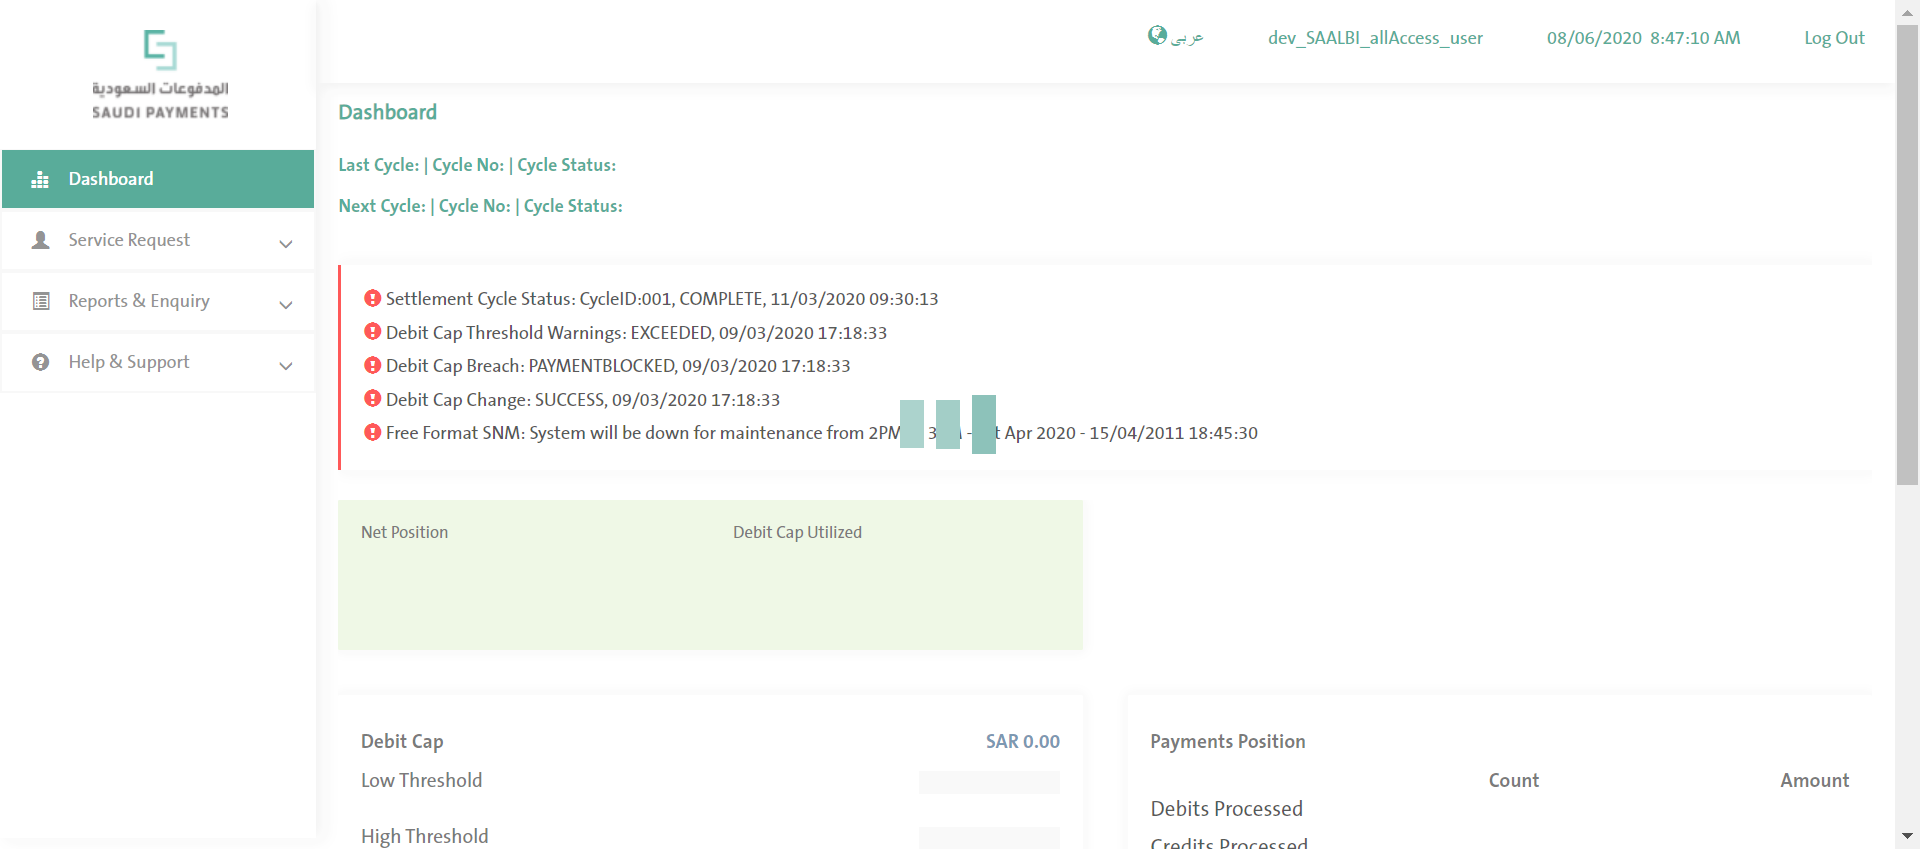 المدفوعات السعودية
SAUDI PAYMENTS
عربي
dev_SAALBI_allAccess_user
08/06/2020 8:47:10 AM
Log Out
Dashboard
Service Request
Reports & Enquiry
Help & Support
Dashboard
Last Cycle: | Cycle No: | Cycle Status:
Next Cycle: | Cycle No: | Cycle Status:
Settlement Cycle Status: CycleID:001, COMPLETE, 11/03/2020 09:30:13
Debit Cap Threshold Warnings: EXCEEDED, 09/03/2020 17:18:33
Debit Cap Breach: PAYMENTBLOCKED, 09/03/2020 17:18:33
Debit Cap Change: SUCCESS, 09/03/2020 17:18:33
Free Format SNM: System will be down for maintenance from 2PM - Apr 2020 - 15/04/2011 18:45:30
Net Position
Debit Cap Utilized
Debit Cap
SAR 0.00
Low Threshold
High Threshold
Payments Position
Count
Amount
Debits Processed
Credits Processed